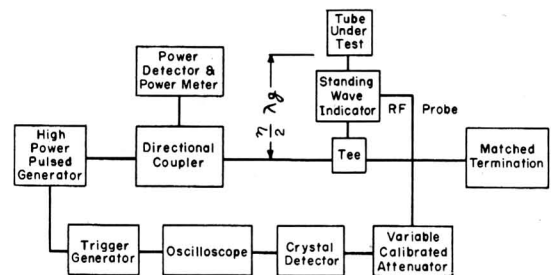 Tube
Under
Test
Power
Detector &
Power Meter
Standing
Wave
Indicator
RF Probe
η/2 λg
High
Power
Pulsed
Generator
Directional
Coupler
Tee
Matched
Termination
Trigger
Generator
Oscilloscope
Crystal
Detector
Variable
Calibrated
Attenuator